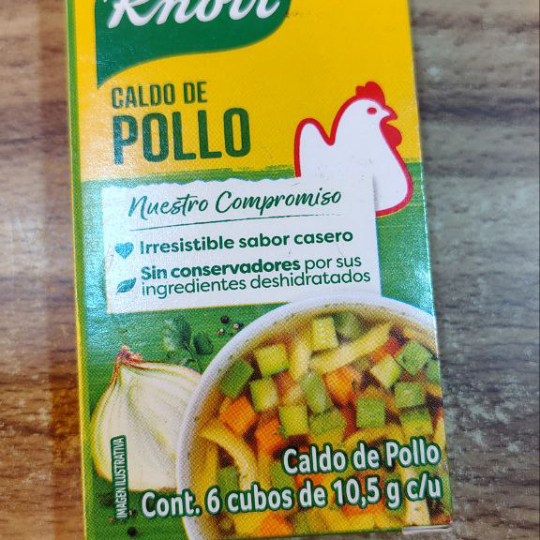 Knorr
CALDO DE
POLLO
Nuestro Compromiso
Irresistible sabor casero
Sin conservadores por sus
ingredientes deshidratados
IMAGEN ILUSTRATIVA
Caldo de Pollo
Cont. 6 cubos de 10,5 g c/u